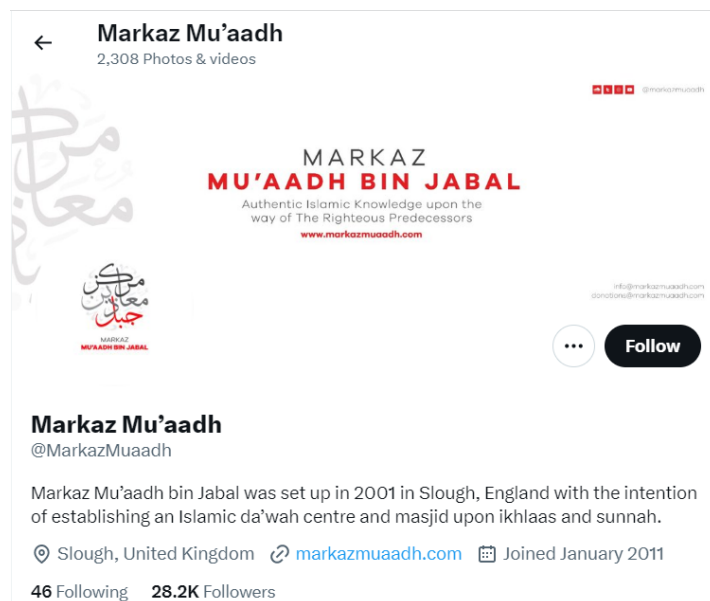 Markaz Mu’aadh
2,308 Photos & videos
@markazmuaadh
MARKAZ
MU’AADH BIN JABAL
Authentic Islamic Knowledge upon the
way of The Righteous Predecessors
www.markazmuaadh.com
مركز
معاذ بن
جبل
MARKAZ
MU’AADH BIN JABAL
info@markazmuaadh.com
donations@markazmuaadh.com
Follow
Markaz Mu’aadh
@MarkazMuaadh
Markaz Mu’aadh bin Jabal was set up in 2001 in Slough, England with the intention
of establishing an Islamic da’wah centre and masjid upon ikhlaas and sunnah.
Slough, United Kingdom markazmuaadh.com Joined January 2011
46 Following 28.2K Followers